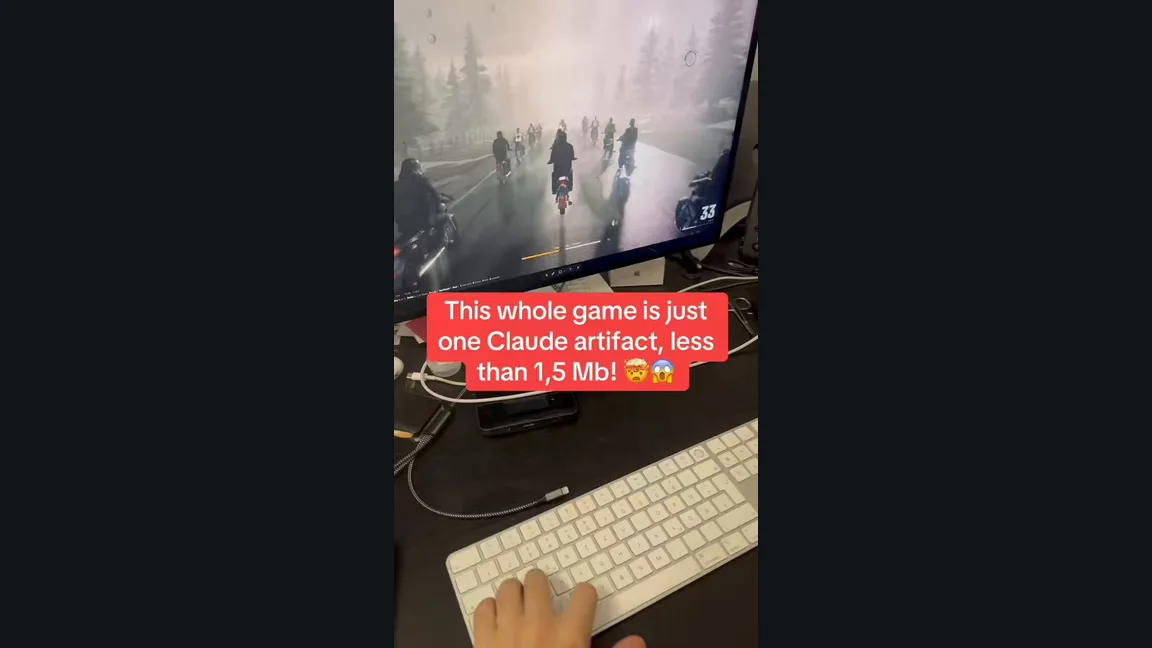 33
This whole game is just
one Claude artifact, less
than 1,5 Mb! 🤯😱